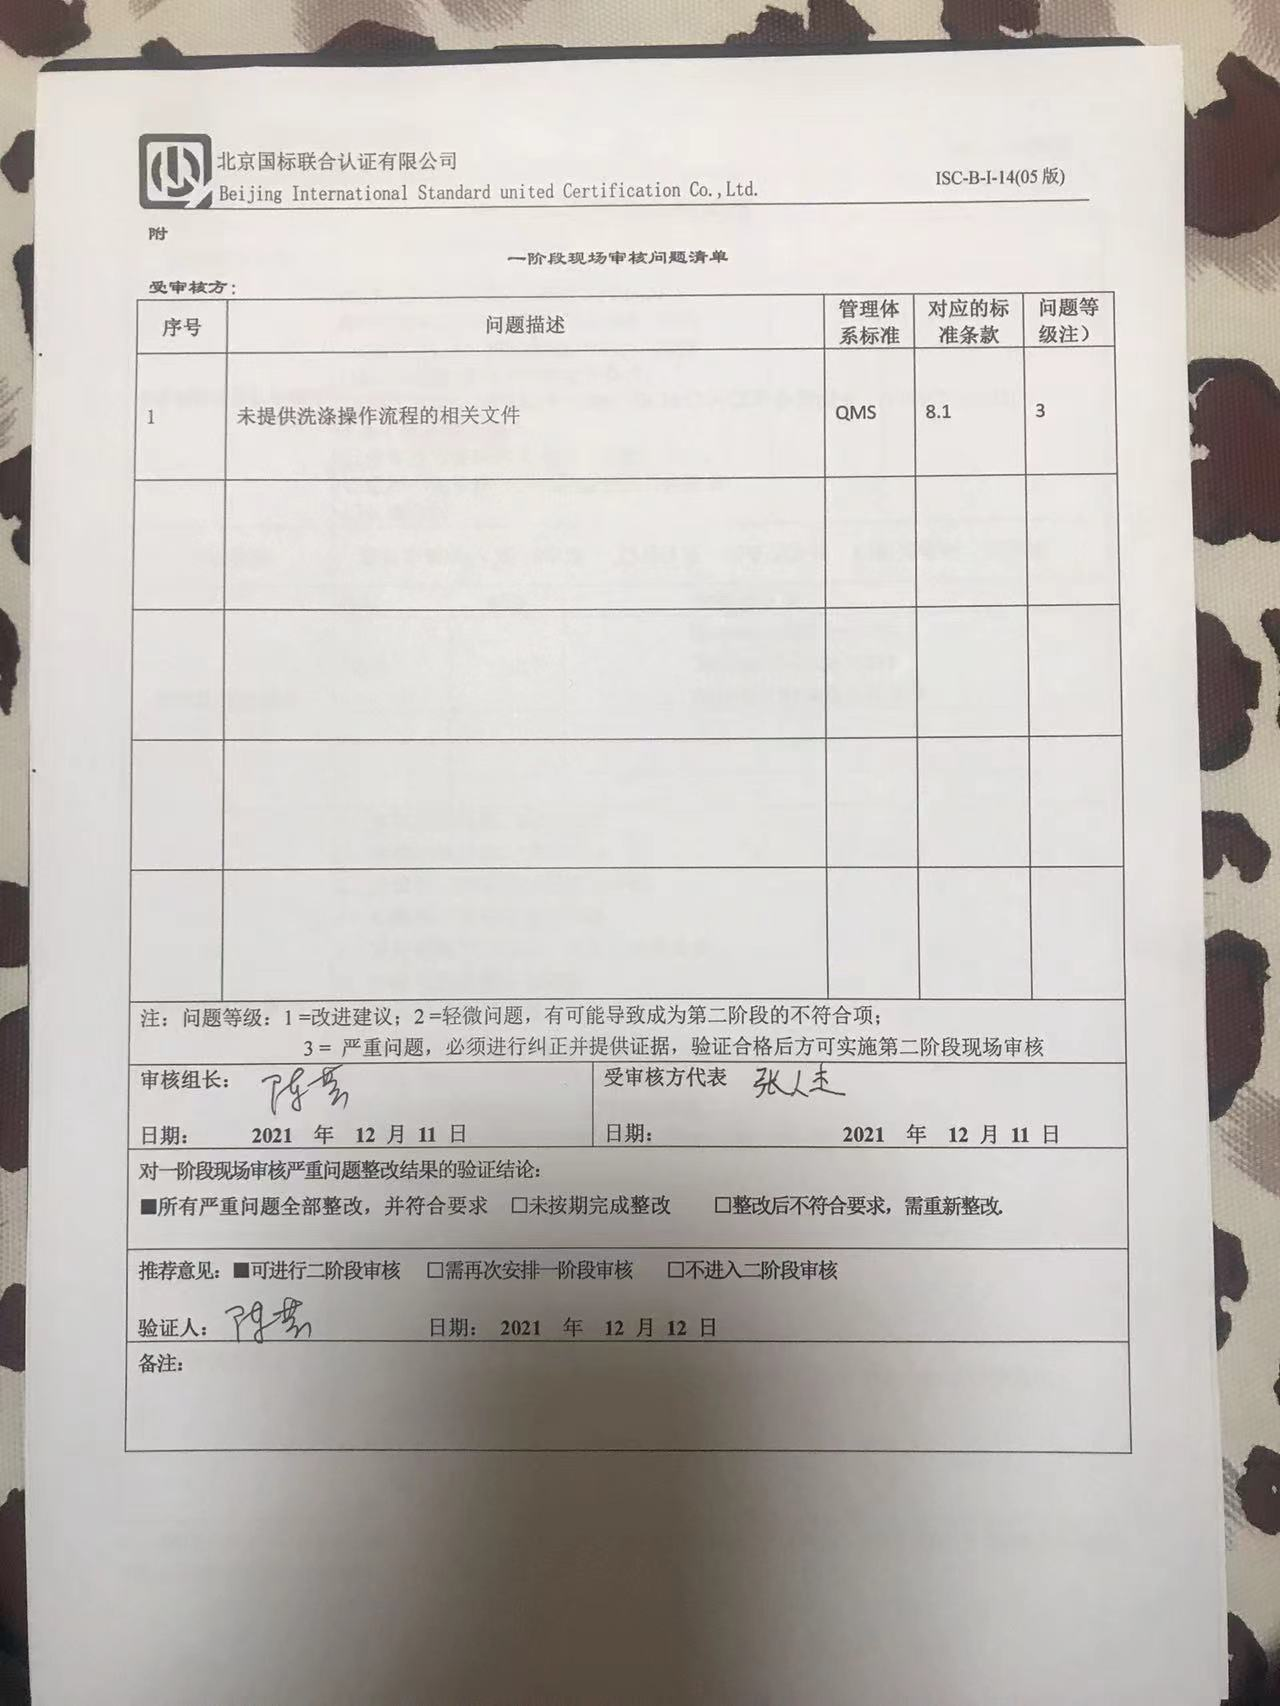 北京国标联合认证有限公司
Beijing International Standard united Certification Co.,Ltd.
ISC-B-I-14(05 版)
附
一阶段现场审核问题清单
受审核方：
序号 问题描述 管理体系标准 对应的标准条款 问题等级注）
1 未提供洗涤操作流程的相关文件 QMS 8.1 3
注：问题等级：1 =改进建议；2 =轻微问题，有可能导致成为第二阶段的不符合项；
3 = 严重问题，必须进行纠正并提供证据，验证合格后方可实施第二阶段现场审核
审核组长： 陈芸 受审核方代表 张人杰
日期： 2021 年 12 月 11 日 日期： 2021 年 12 月 11 日
对一阶段现场审核严重问题整改结果的验证结论：
■所有严重问题全部整改，并符合要求 □未按期完成整改 □整改后不符合要求，需重新整改.
推荐意见：■可进行二阶段审核 □需再次安排一阶段审核 □不进入二阶段审核
验证人： 陈芸 日期： 2021 年 12 月 12 日
备注：